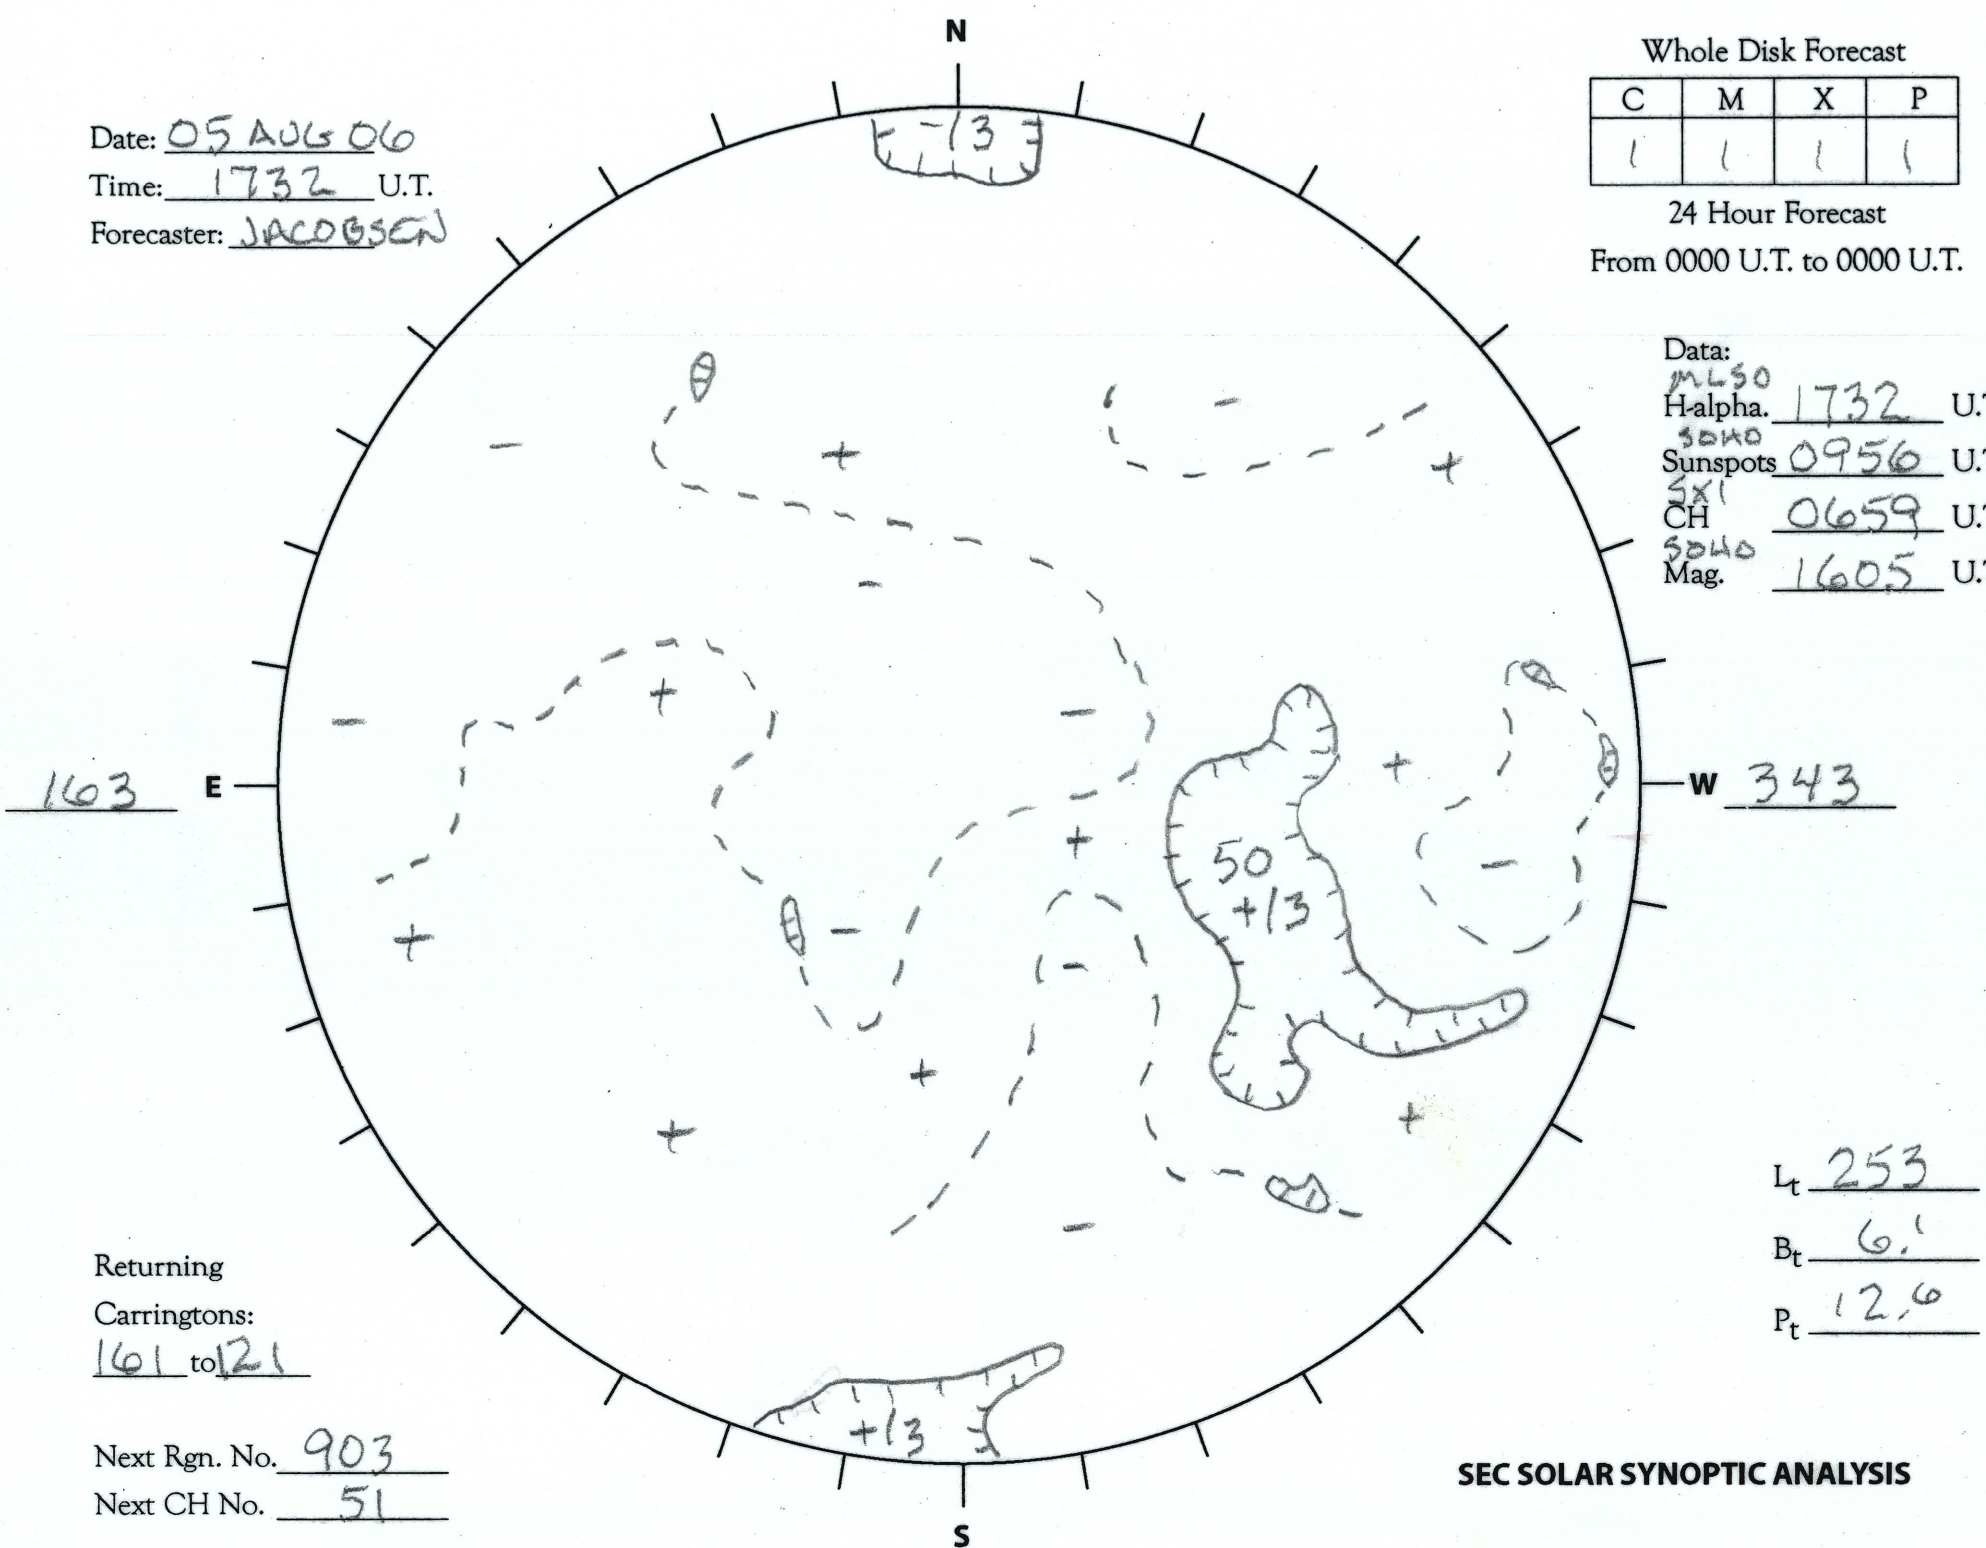 N
Date: 05 AUG 06
Time: 1732 U.T.
Forecaster: JACOBSEN
Whole Disk Forecast
C M X P
1 1 1 1
24 Hour Forecast
From 0000 U.T. to 0000 U.T.
-13
Data:
MLSO
H-alpha. 1732 U.T
SOHO
Sunspots 0956 U.T
SXI
CH 0659 U.T
SOHO
Mag. 1605 U.T
- + - +
-
- + -
163 E
+
W 343
+ 50 -
+13
+ - -
+
+ +
-
+13
Lt 253
Bt 6.1
Pt 12.6
Returning
Carringtons:
161 to 121
Next Rgn. No. 903
Next CH No. 51
SEC SOLAR SYNOPTIC ANALYSIS
S